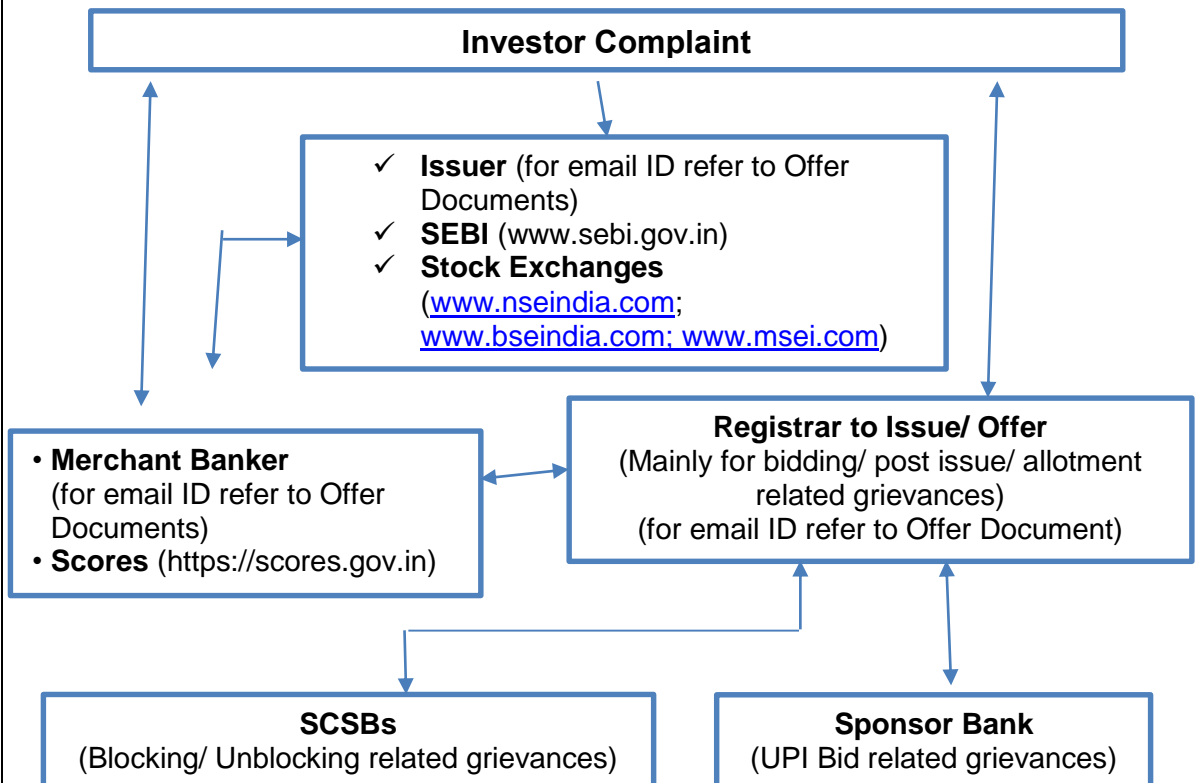 Investor Complaint
✓ Issuer (for email ID refer to Offer
Documents)
✓ SEBI (www.sebi.gov.in)
✓ Stock Exchanges
(www.nseindia.com;
www.bseindia.com; www.msei.com)
• Merchant Banker
(for email ID refer to Offer
Documents)
• Scores (https://scores.gov.in)
Registrar to Issue/ Offer
(Mainly for bidding/ post issue/ allotment
related grievances)
(for email ID refer to Offer Document)
SCSBs
(Blocking/ Unblocking related grievances)
Sponsor Bank
(UPI Bid related grievances)